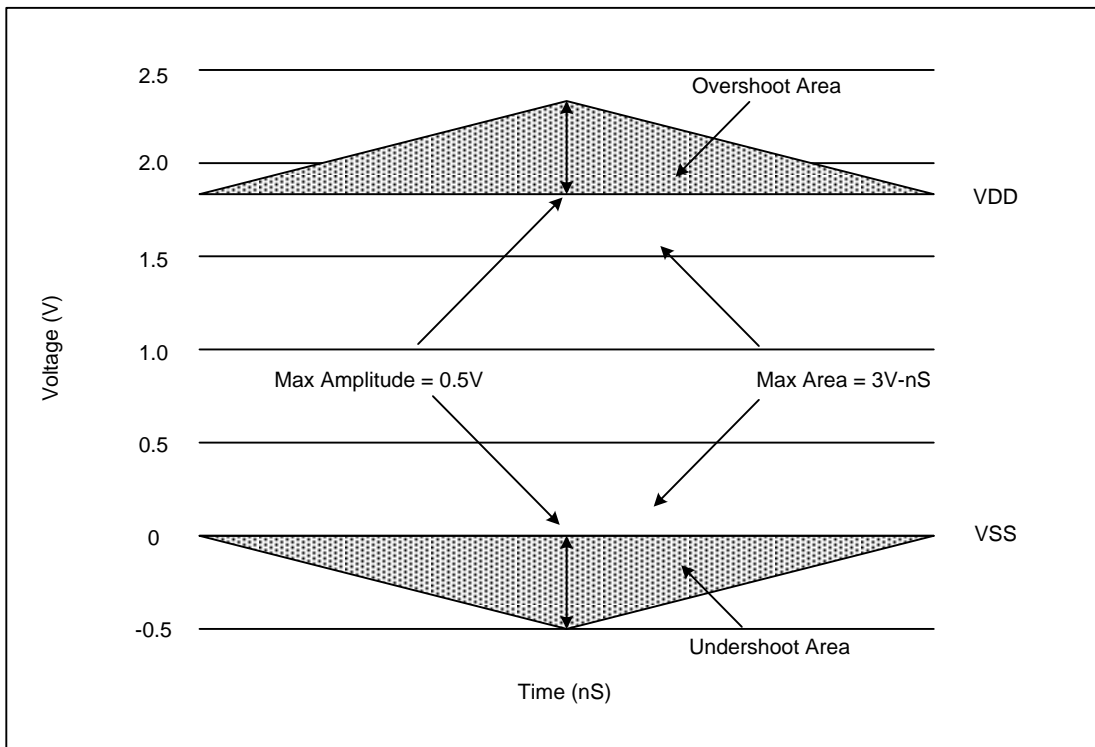 2.5
Overshoot Area
2.0
VDD
1.5
Voltage (V)
1.0
Max Amplitude = 0.5V
Max Area = 3V-nS
0.5
0
VSS
-0.5
Undershoot Area
Time (nS)